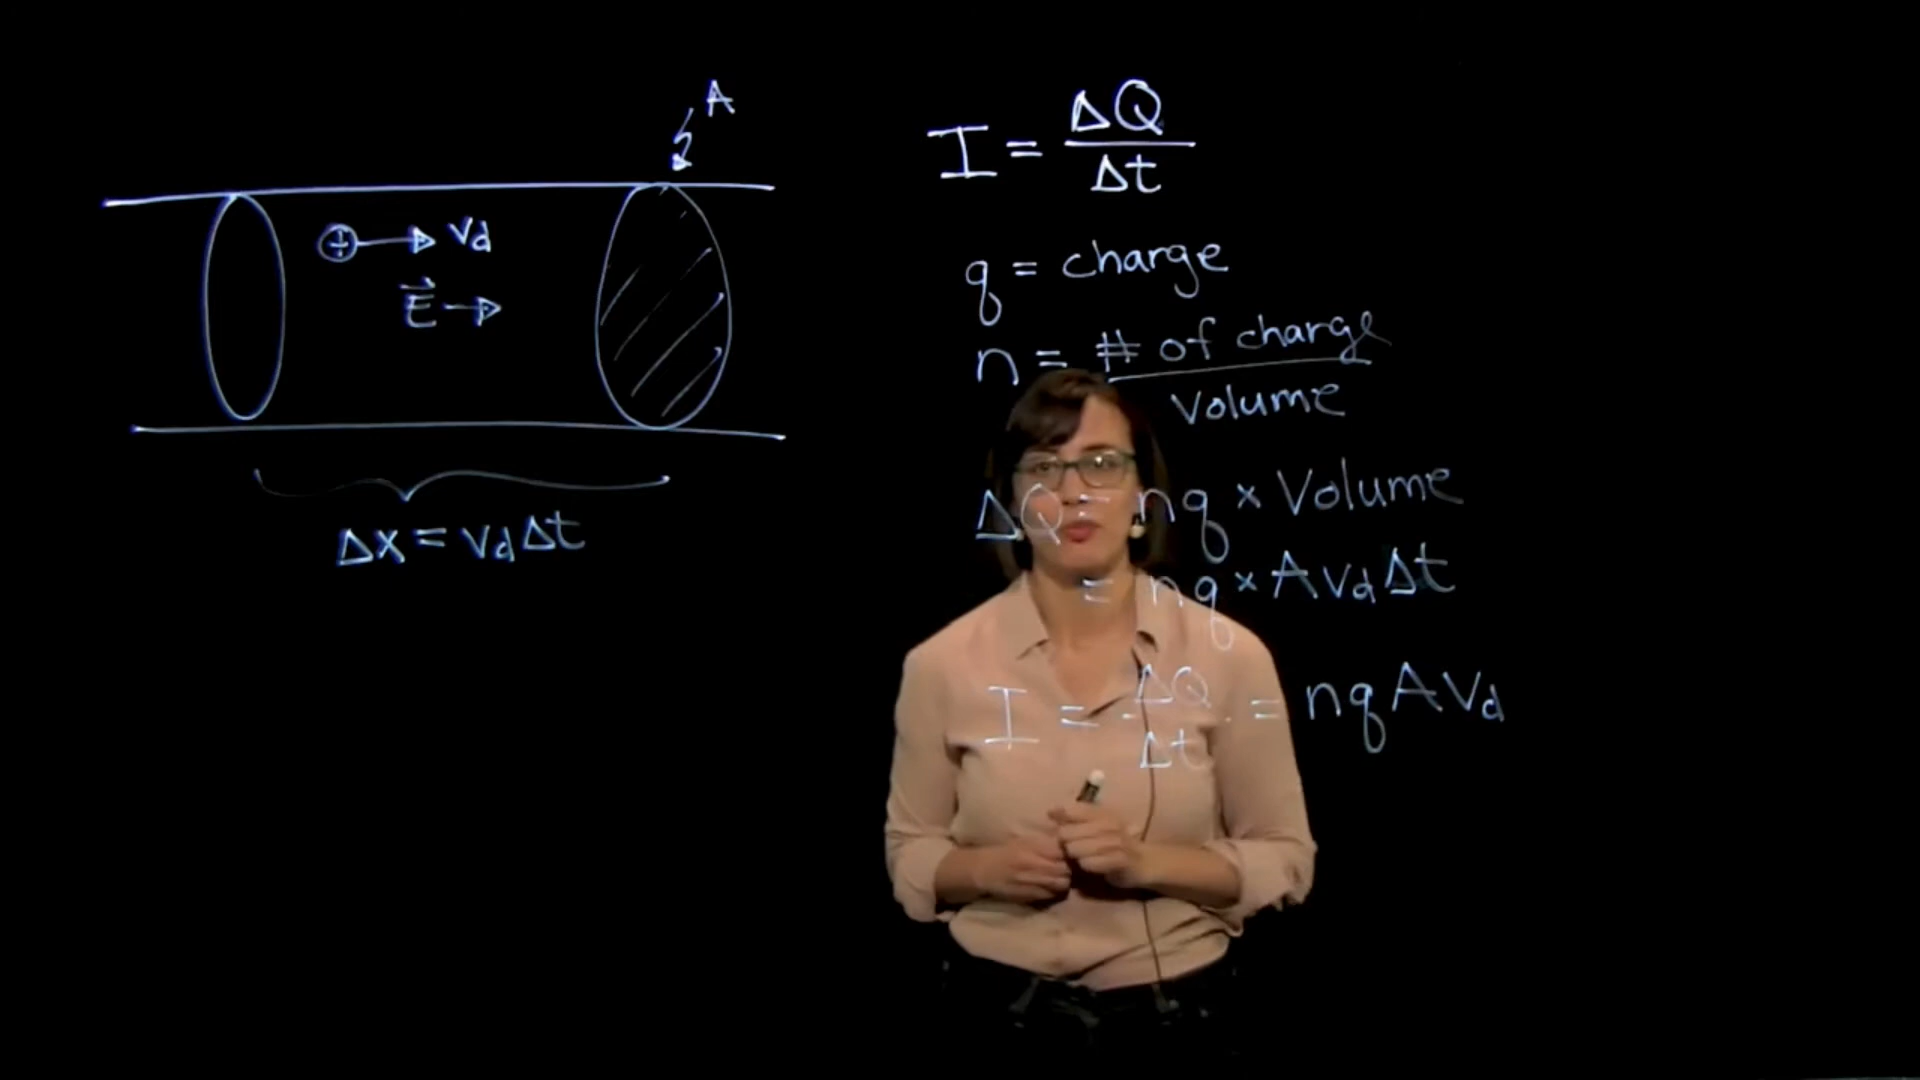 A
⊕→ vd
E⃗ →
Δx = vdΔt
I = ΔQ/Δt
q = charge
n = # of charge / Volume
ΔQ = nq × Volume
= nq × AvdΔt
I = ΔQ/Δt = nqAvd